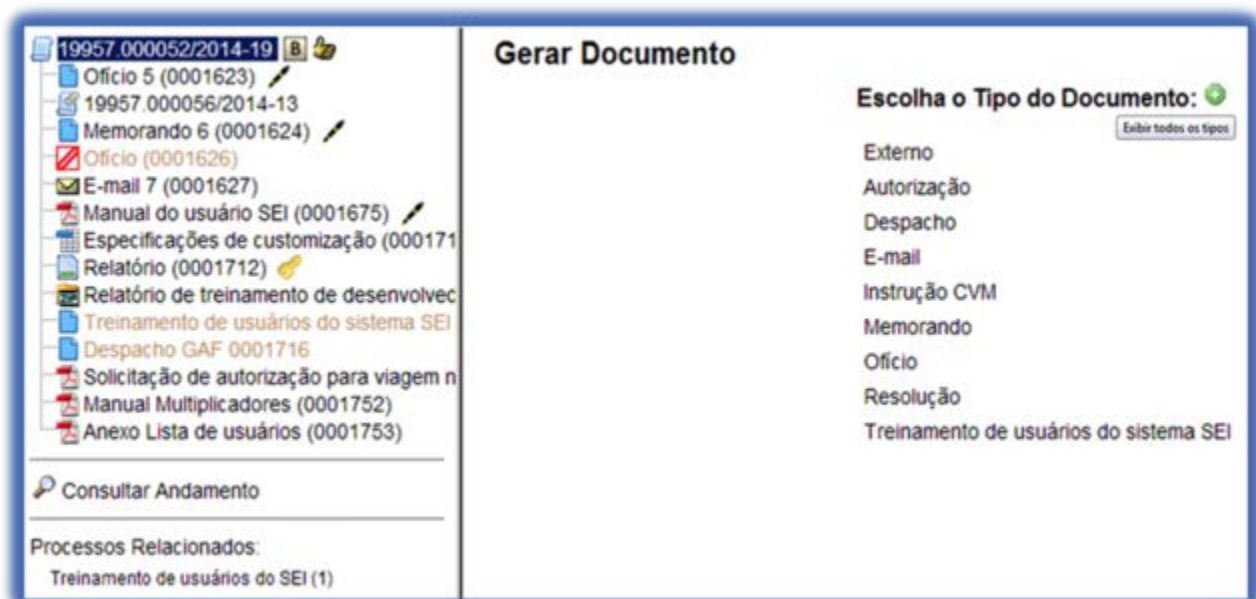 19957.000052/2014-19 B
Ofício 5 (0001623)
19957.000056/2014-13
Memorando 6 (0001624)
Ofício (0001626)
E-mail 7 (0001627)
Manual do usuário SEI (0001675)
Especificações de customização (000171
Relatório (0001712)
Relatório de treinamento de desenvolvec
Treinamento de usuários do sistema SEI
Despacho GAF 0001716
Solicitação de autorização para viagem n
Manual Multiplicadores (0001752)
Anexo Lista de usuários (0001753)
Consultar Andamento
Processos Relacionados:
Treinamento de usuários do SEI (1)
Gerar Documento
Escolha o Tipo do Documento:
Exibir todos os tipos
Externo
Autorização
Despacho
E-mail
Instrução CVM
Memorando
Ofício
Resolução
Treinamento de usuários do sistema SEI